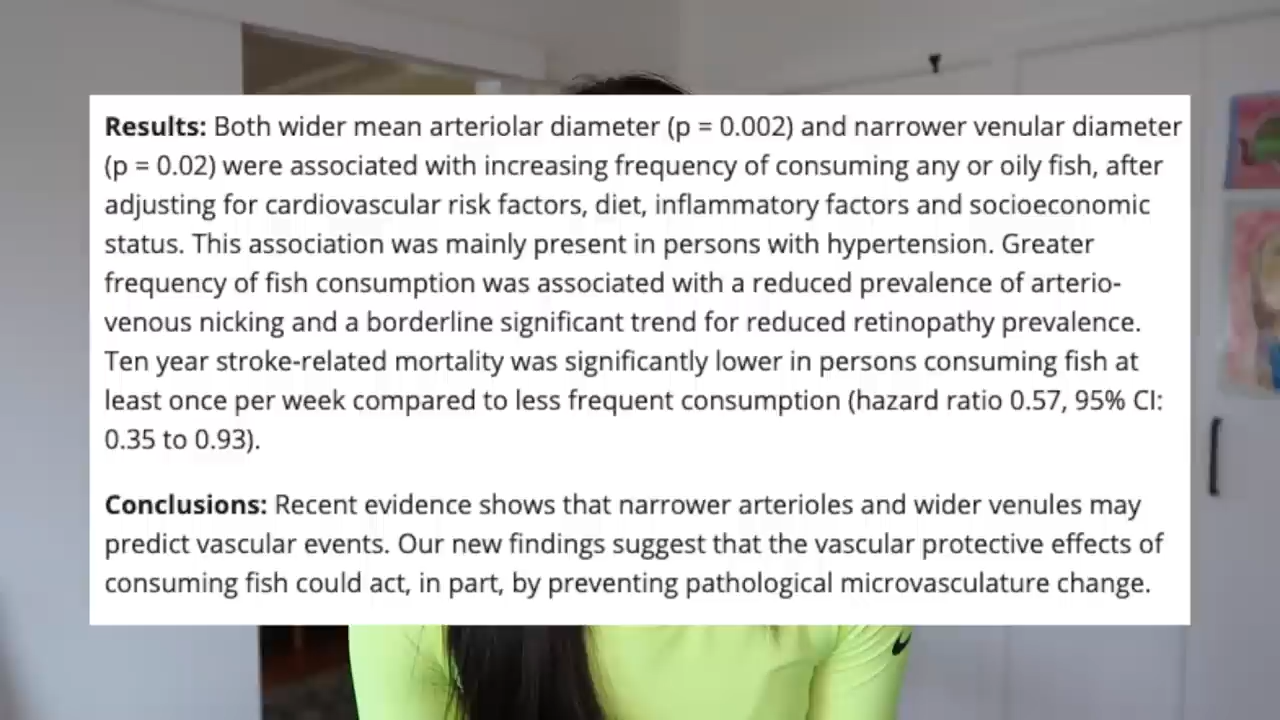 Results: Both wider mean arteriolar diameter (p = 0.002) and narrower venular diameter
(p = 0.02) were associated with increasing frequency of consuming any or oily fish, after
adjusting for cardiovascular risk factors, diet, inflammatory factors and socioeconomic
status. This association was mainly present in persons with hypertension. Greater
frequency of fish consumption was associated with a reduced prevalence of arterio-
venous nicking and a borderline significant trend for reduced retinopathy prevalence.
Ten year stroke-related mortality was significantly lower in persons consuming fish at
least once per week compared to less frequent consumption (hazard ratio 0.57, 95% CI:
0.35 to 0.93).
Conclusions: Recent evidence shows that narrower arterioles and wider venules may
predict vascular events. Our new findings suggest that the vascular protective effects of
consuming fish could act, in part, by preventing pathological microvasculature change.